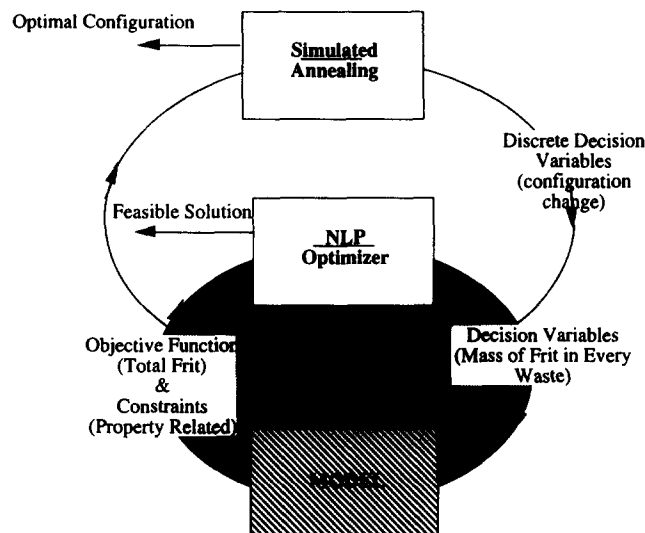 Optimal Configuration
Simulated
Annealing
Discrete Decision
Variables
(configuration
change)
Feasible Solution
NLP
Optimizer
Objective Function
(Total Frit)
&
Constraints
(Property Related)
Decision Variables
(Mass of Frit in Every
Waste)
MODEL